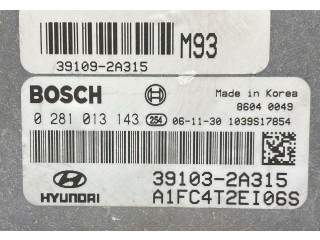 M93
39109-2A315
BOSCH
Made in Korea
8604 0049
0 281 013 143 254 06-11-30 1039S17854
39103-2A315
HYUNDAI A1FC4T2EI06S